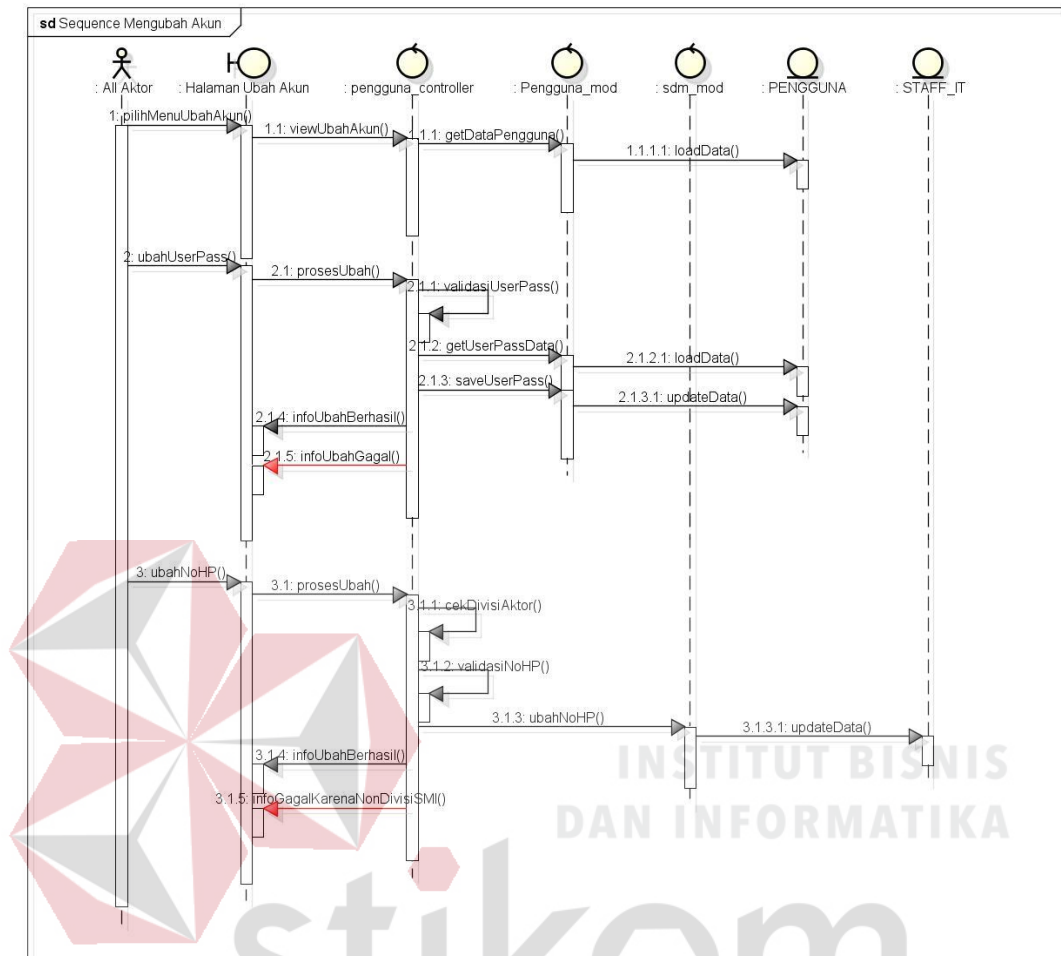 sd Sequence Mengubah Akun
: All Aktor
: Halaman Ubah Akun
: pengguna_controller
: Pengguna_mod
: sdm_mod
: PENGGUNA
: STAFF_IT
1: pilihMenuUbahAkun()
1.1: viewUbahAkun()
1.1: getDataPengguna()
1.1.1.1: loadData()
2: ubahUserPass()
2.1: prosesUbah()
2.1.1: validasiUserPass()
2.1.2: getUserPassData()
2.1.2.1: loadData()
2.1.3: saveUserPass()
2.1.3.1: updateData()
2.1.4: infoUbahBerhasil()
2.1.5: infoUbahGagal()
3: ubahNoHP()
3.1: prosesUbah()
3.1.1: cekDivisiAktor()
3.1.2: validasiNoHP()
3.1.3: ubahNoHP()
3.1.3.1: updateData()
3.1.4: infoUbahBerhasil()
3.1.5: infoGagalKarenaNonDivisiSMI()
INSTITUT BISNIS
DAN INFORMATIKA
stikom